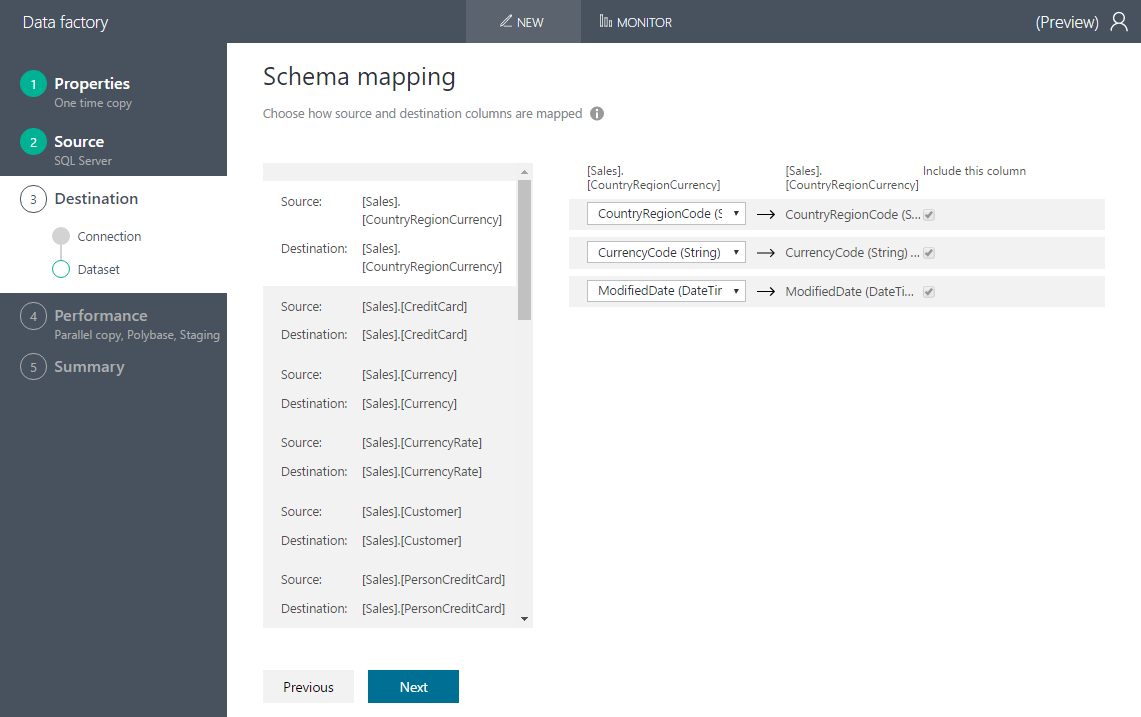 Data factory
NEW
MONITOR
(Preview)
1 Properties
One time copy
2 Source
SQL Server
3 Destination
Connection
Dataset
4 Performance
Parallel copy, Polybase, Staging
5 Summary
Schema mapping
Choose how source and destination columns are mapped
Source: [Sales].
[CountryRegionCurrency]
Destination: [Sales].
[CountryRegionCurrency]
Source: [Sales].[CreditCard]
Destination: [Sales].[CreditCard]
Source: [Sales].[Currency]
Destination: [Sales].[Currency]
Source: [Sales].[CurrencyRate]
Destination: [Sales].[CurrencyRate]
Source: [Sales].[Customer]
Destination: [Sales].[Customer]
Source: [Sales].[PersonCreditCard]
Destination: [Sales].[PersonCreditCard]
[Sales]. [Sales]. Include this column
[CountryRegionCurrency] [CountryRegionCurrency]
CountryRegionCode (S CountryRegionCode (S...
CurrencyCode (String) CurrencyCode (String) ...
ModifiedDate (DateTir ModifiedDate (DateTi...
Previous
Next